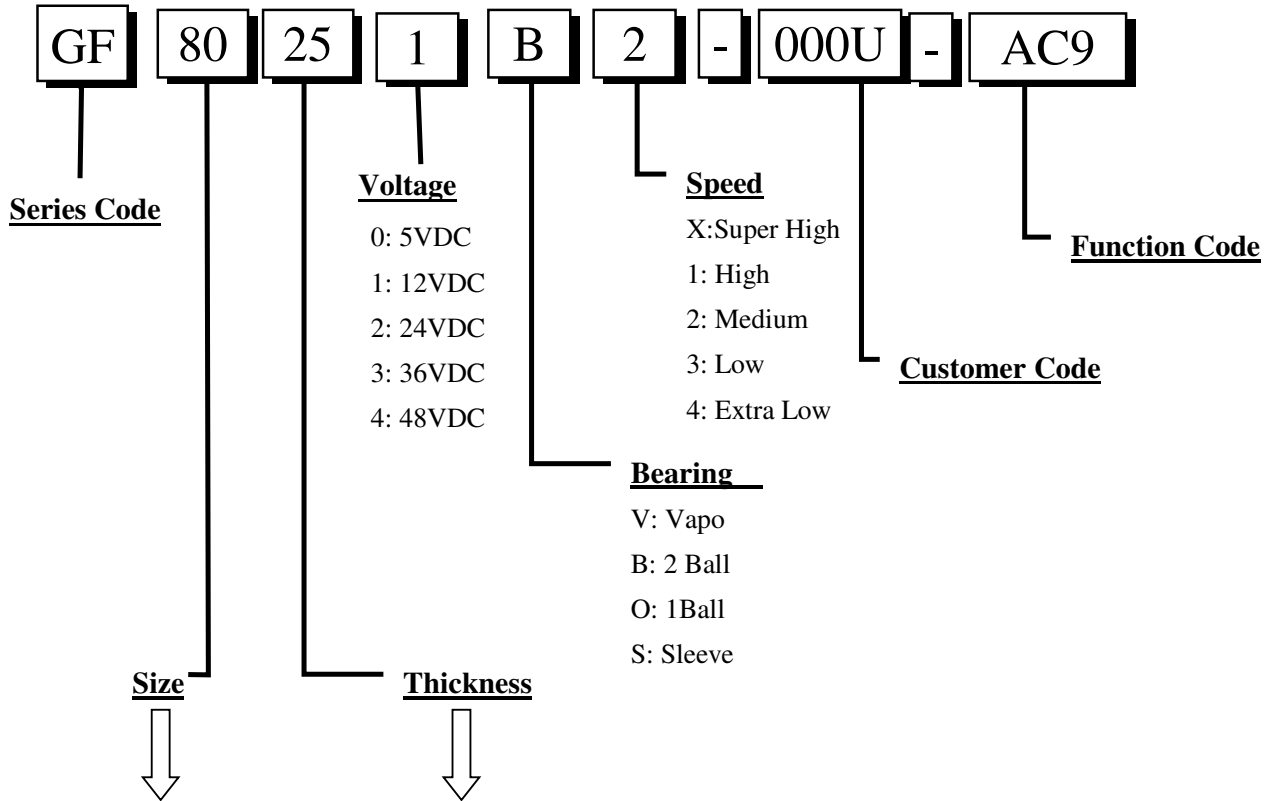 GF 80 25 1 B 2 - 000U - AC9
Series Code
Voltage
0: 5VDC
1: 12VDC
2: 24VDC
3: 36VDC
4: 48VDC
Speed
X:Super High
1: High
2: Medium
3: Low
4: Extra Low
Function Code
Customer Code
Bearing
V: Vapo
B: 2 Ball
O: 1Ball
S: Sleeve
Size
Thickness